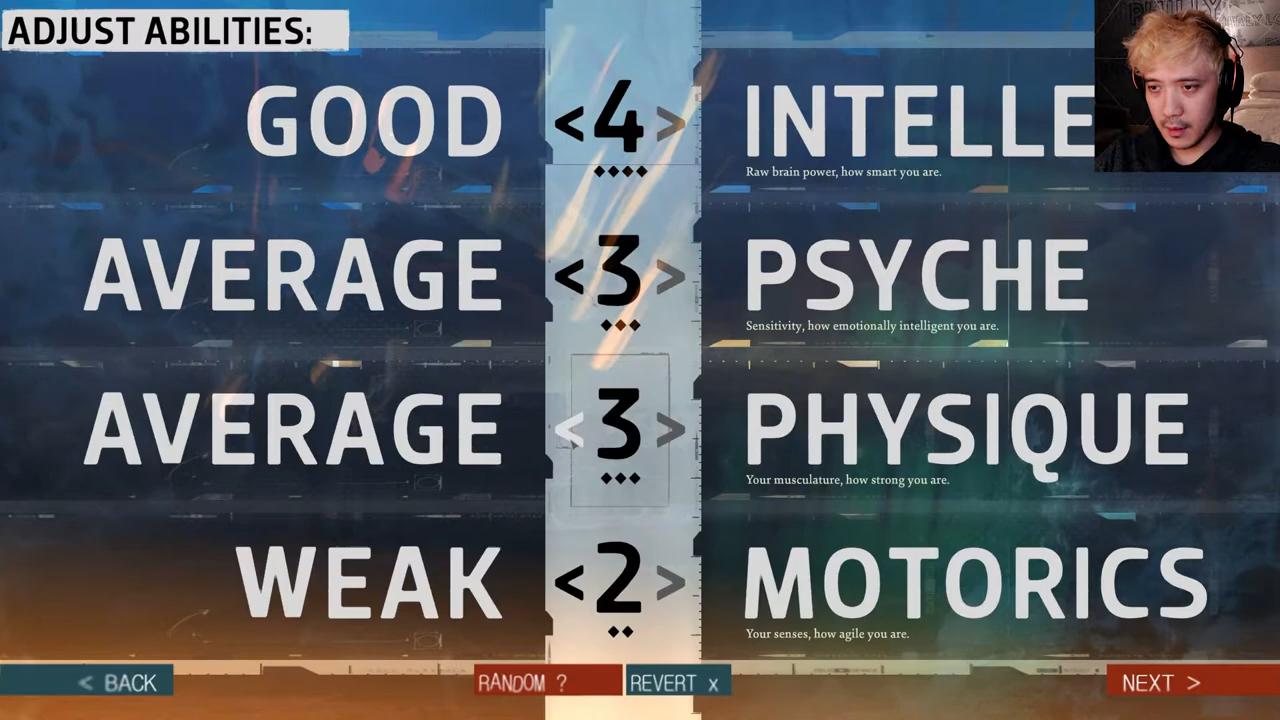 ADJUST ABILITIES:
GOOD <4> INTELLE
Raw brain power, how smart you are.
AVERAGE <3> PSYCHE
Sensitivity, how emotionally intelligent you are.
AVERAGE <3> PHYSIQUE
Your musculature, how strong you are.
WEAK <2> MOTORICS
Your senses, how agile you are.
< BACK RANDOM ? REVERT x NEXT >